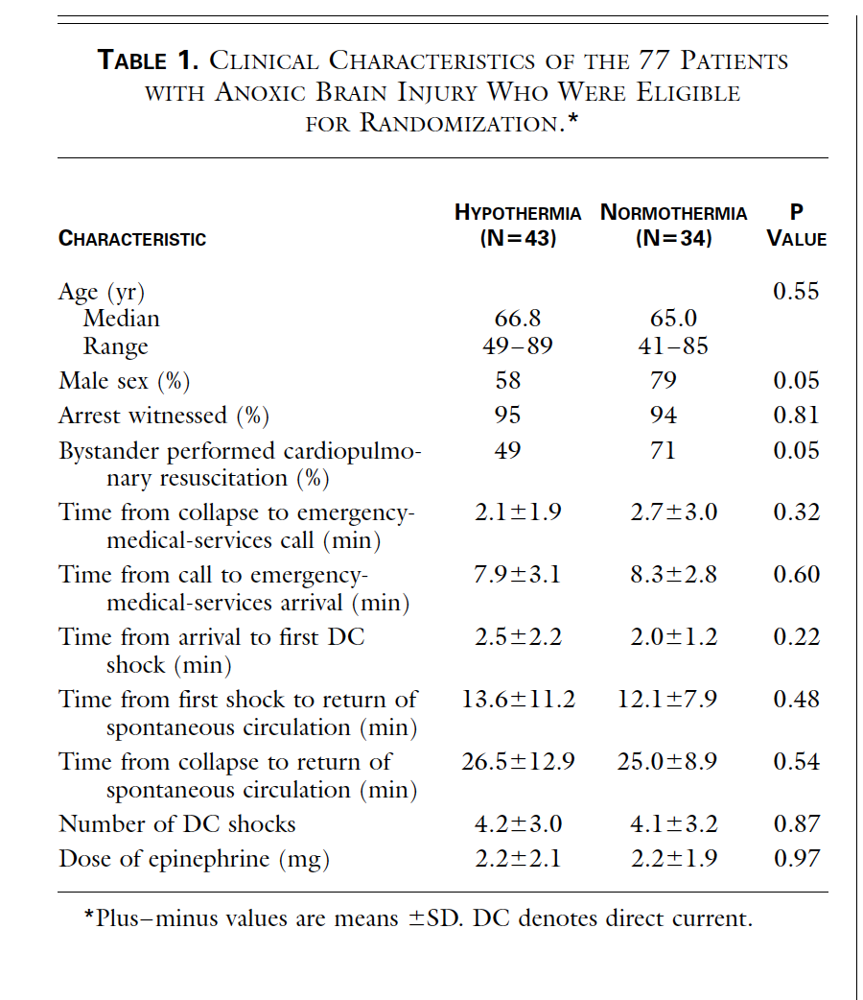 TABLE 1. CLINICAL CHARACTERISTICS OF THE 77 PATIENTS
WITH ANOXIC BRAIN INJURY WHO WERE ELIGIBLE
FOR RANDOMIZATION.*
CHARACTERISTIC HYPOTHERMIA (N=43) NORMOTHERMIA (N=34) P VALUE
Age (yr) 0.55
Median 66.8 65.0
Range 49–89 41–85
Male sex (%) 58 79 0.05
Arrest witnessed (%) 95 94 0.81
Bystander performed cardiopulmo- 49 71 0.05
nary resuscitation (%)
Time from collapse to emergency- 2.1±1.9 2.7±3.0 0.32
medical-services call (min)
Time from call to emergency- 7.9±3.1 8.3±2.8 0.60
medical-services arrival (min)
Time from arrival to first DC 2.5±2.2 2.0±1.2 0.22
shock (min)
Time from first shock to return of 13.6±11.2 12.1±7.9 0.48
spontaneous circulation (min)
Time from collapse to return of 26.5±12.9 25.0±8.9 0.54
spontaneous circulation (min)
Number of DC shocks 4.2±3.0 4.1±3.2 0.87
Dose of epinephrine (mg) 2.2±2.1 2.2±1.9 0.97
*Plus–minus values are means ±SD. DC denotes direct current.